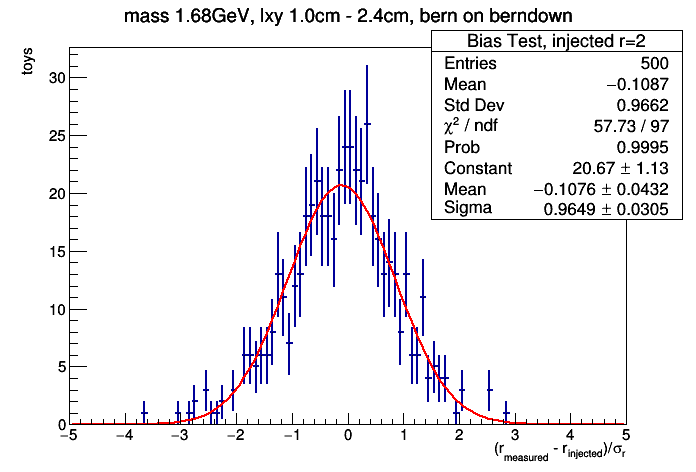 mass 1.68GeV, lxy 1.0cm - 2.4cm, bern on berndown
toys
Bias Test, injected r=2
Entries 500
Mean −0.1087
Std Dev 0.9662
χ² / ndf 57.73 / 97
Prob 0.9995
Constant 20.67 ± 1.13
Mean −0.1076 ± 0.0432
Sigma 0.9649 ± 0.0305
30
25
20
15
10
5
0
−5 −4 −3 −2 −1 0 1 2 3 4 5
(r_measured - r_injected)/σ_r